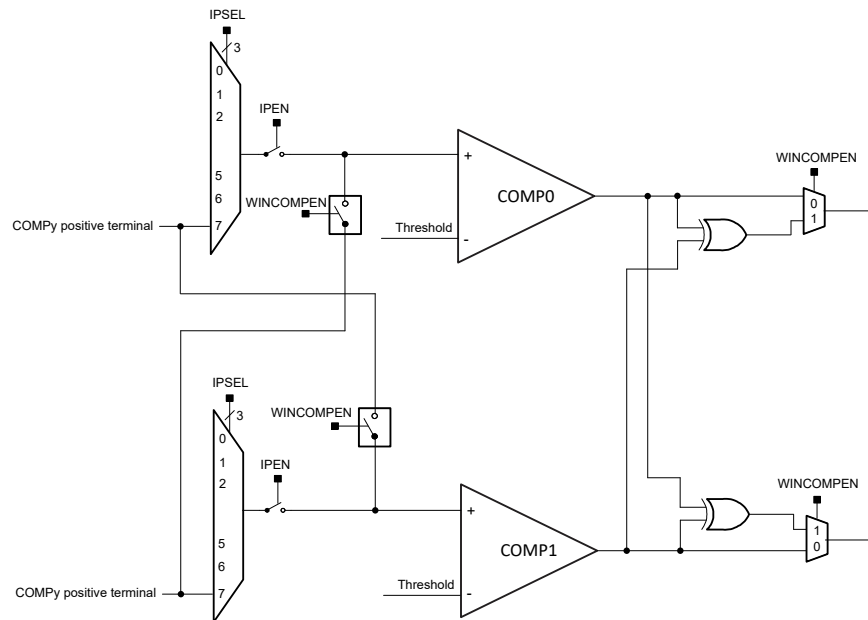 IPSEL
3
0
1
2
5
6
7
IPEN
WINCOMPEN
COMPy positive terminal
+
COMP0
Threshold
-
WINCOMPEN
0
1
IPSEL
3
0
1
2
5
6
7
IPEN
WINCOMPEN
COMPy positive terminal
+
COMP1
Threshold
-
WINCOMPEN
1
0